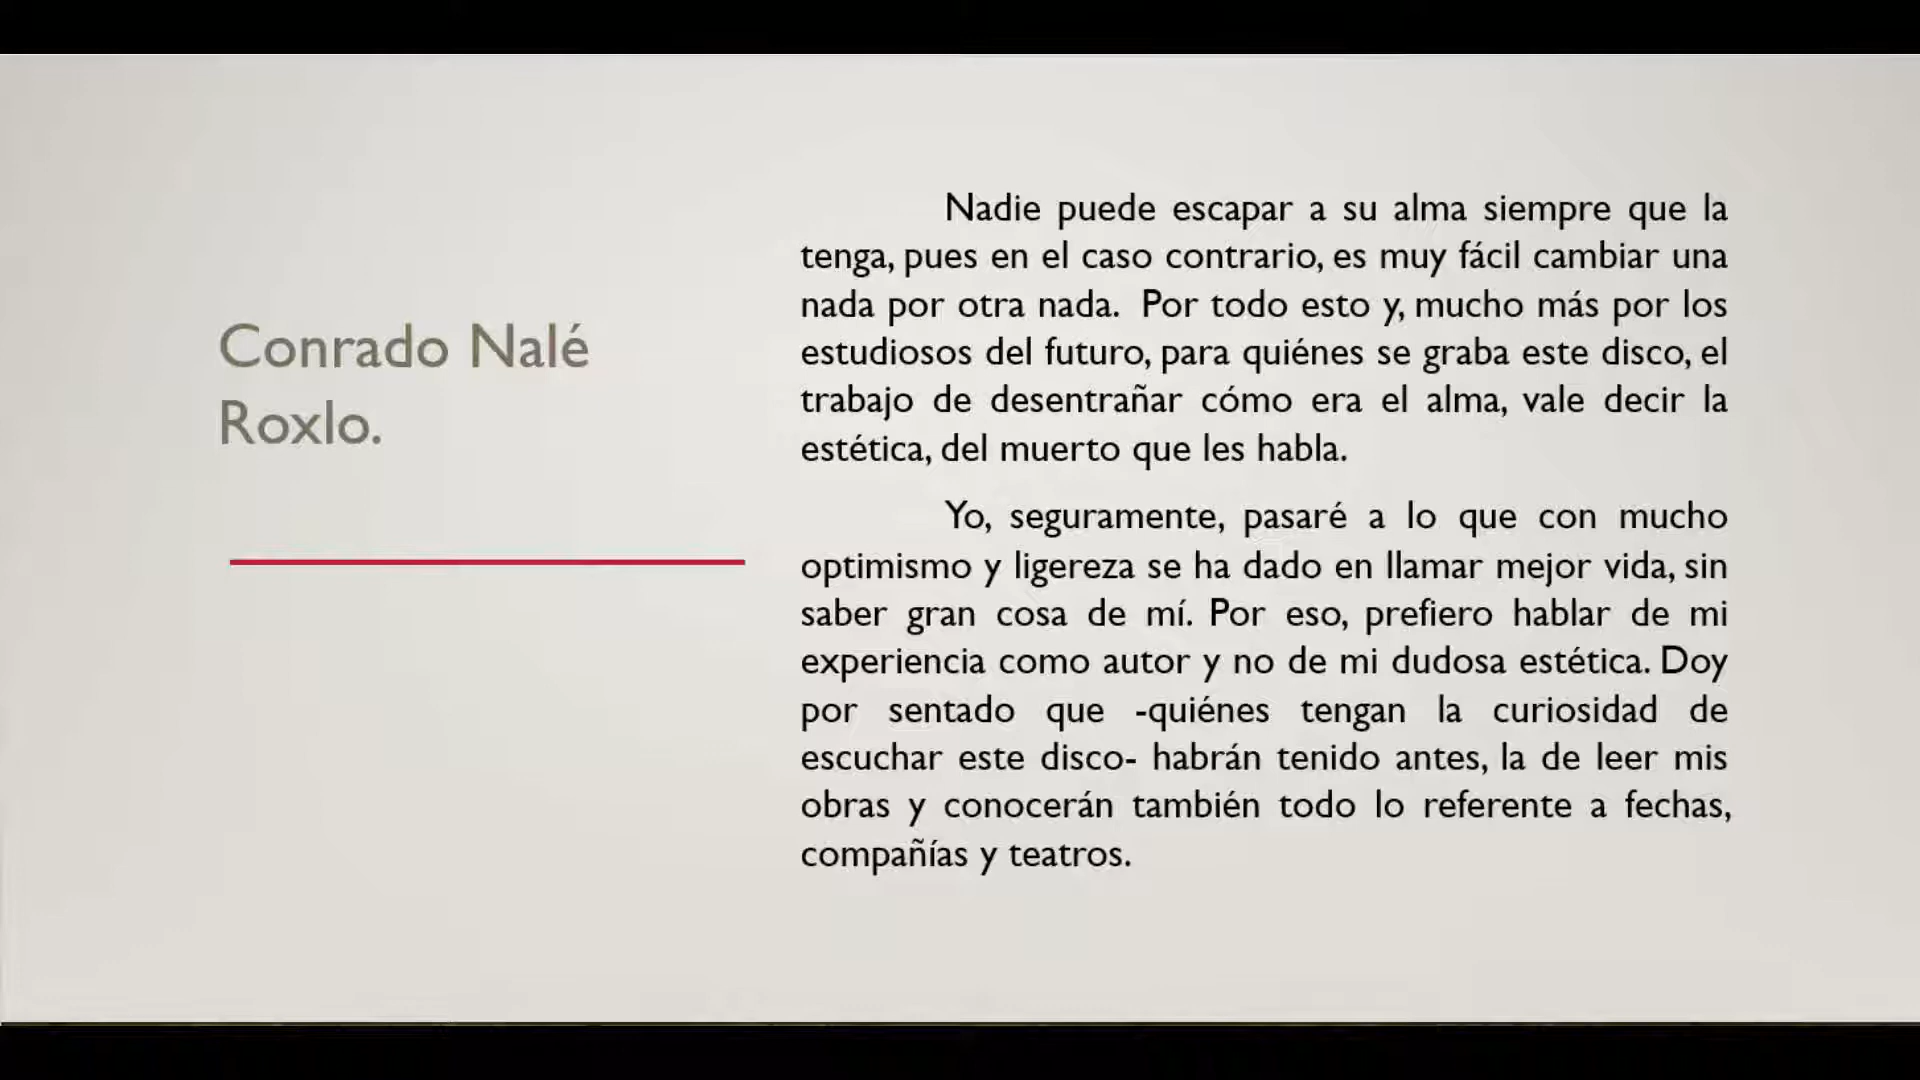 Conrado Nalé
Roxlo.
Nadie puede escapar a su alma siempre que la
tenga, pues en el caso contrario, es muy fácil cambiar una
nada por otra nada. Por todo esto y, mucho más por los
estudiosos del futuro, para quiénes se graba este disco, el
trabajo de desentrañar cómo era el alma, vale decir la
estética, del muerto que les habla.
Yo, seguramente, pasaré a lo que con mucho
optimismo y ligereza se ha dado en llamar mejor vida, sin
saber gran cosa de mí. Por eso, prefiero hablar de mi
experiencia como autor y no de mi dudosa estética. Doy
por sentado que -quiénes tengan la curiosidad de
escuchar este disco- habrán tenido antes, la de leer mis
obras y conocerán también todo lo referente a fechas,
compañías y teatros.